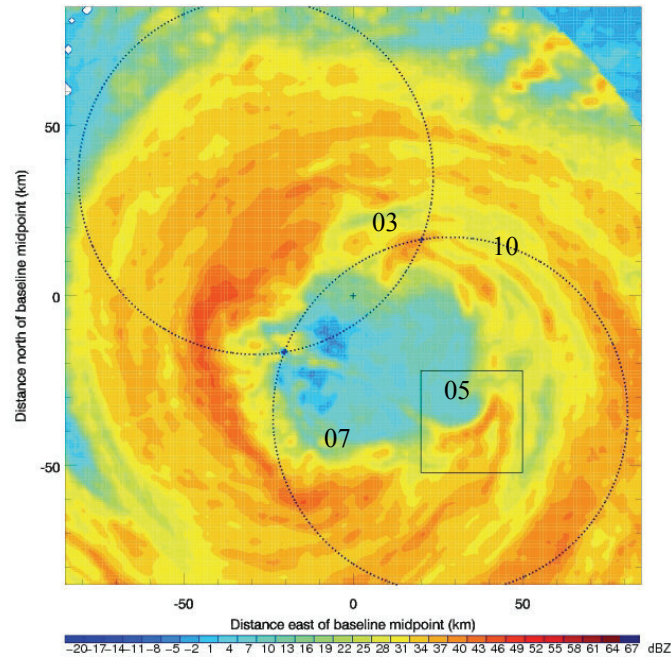 Distance north of baseline midpoint (km)
50
0
-50
03
10
05
07
-50 0 50
Distance east of baseline midpoint (km)
-20-17-14-11 -8 -5 -2 1 4 7 10 13 16 19 22 25 28 31 34 37 40 43 46 49 52 55 58 61 64 67 dBZ